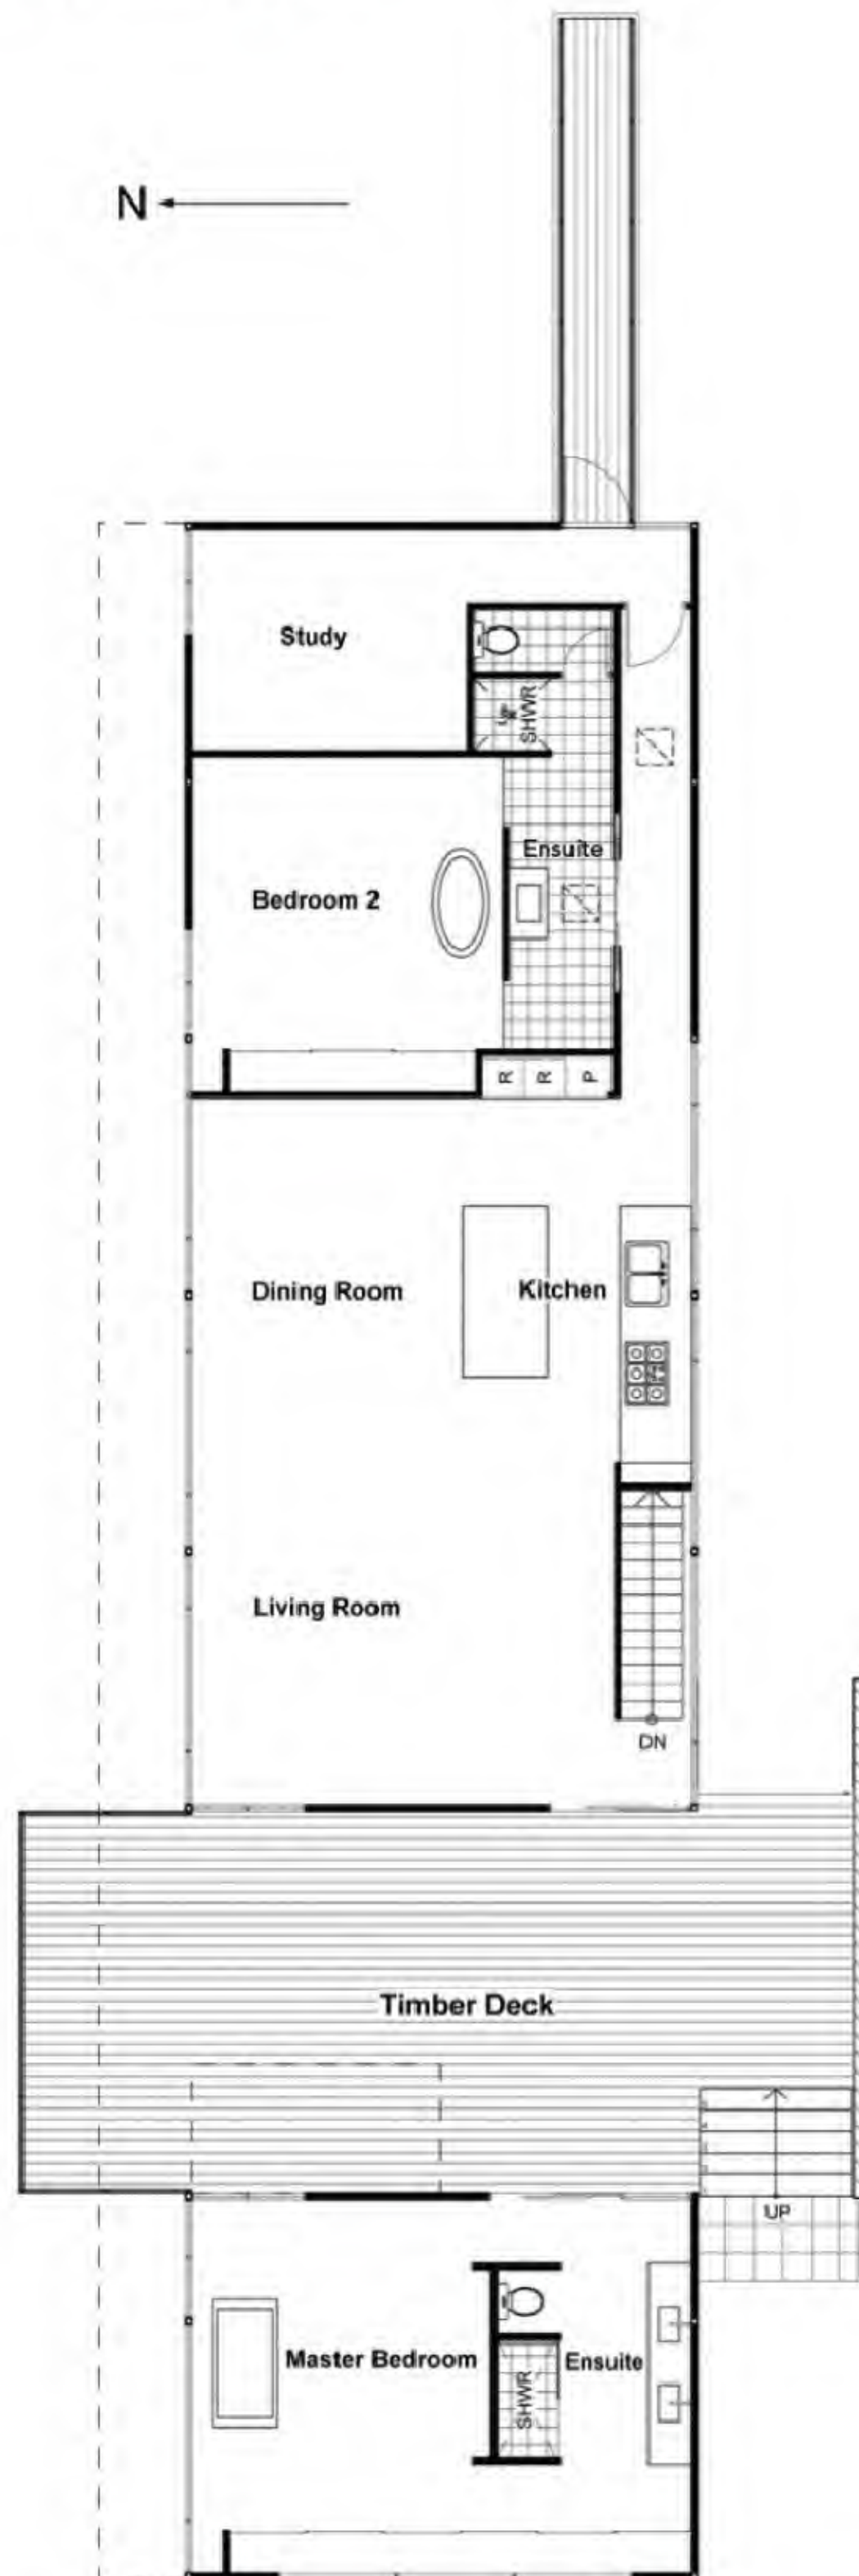 N
Study
SHWR
Ensuite
Bedroom 2
R
R
P
Dining Room
Kitchen
Living Room
DN
Timber Deck
UP
Master Bedroom
Ensuite
SHWR